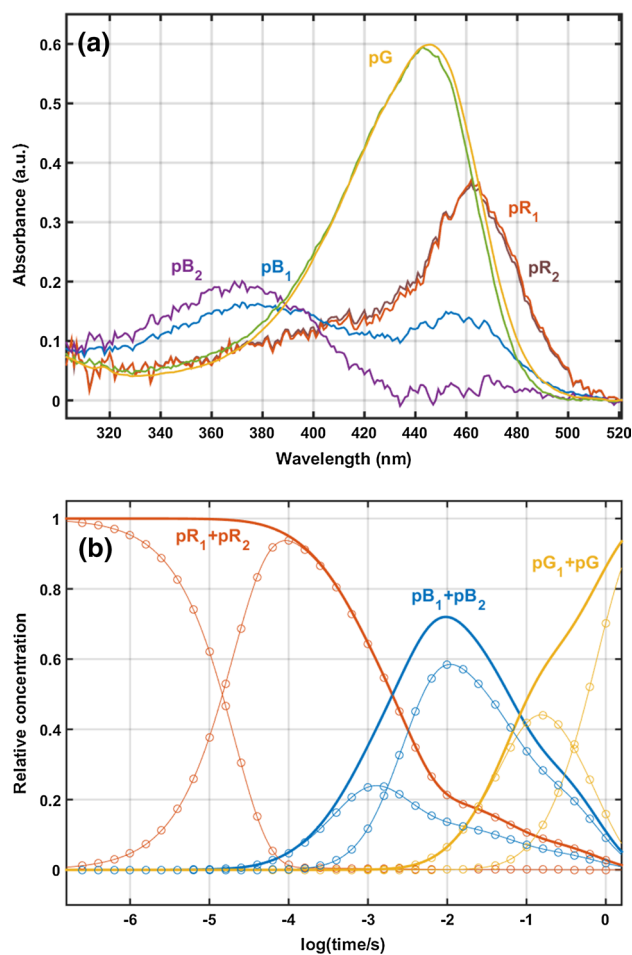 (a)
0.6
0.5
0.4
0.3
0.2
0.1
0
Absorbance (a.u.)
pG
pR1
pR2
pB2
pB1
320 340 360 380 400 420 440 460 480 500 520
Wavelength (nm)
(b)
1
0.8
0.6
0.4
0.2
0
Relative concentration
pR1+pR2
pB1+pB2
pG1+pG
-6 -5 -4 -3 -2 -1 0
log(time/s)